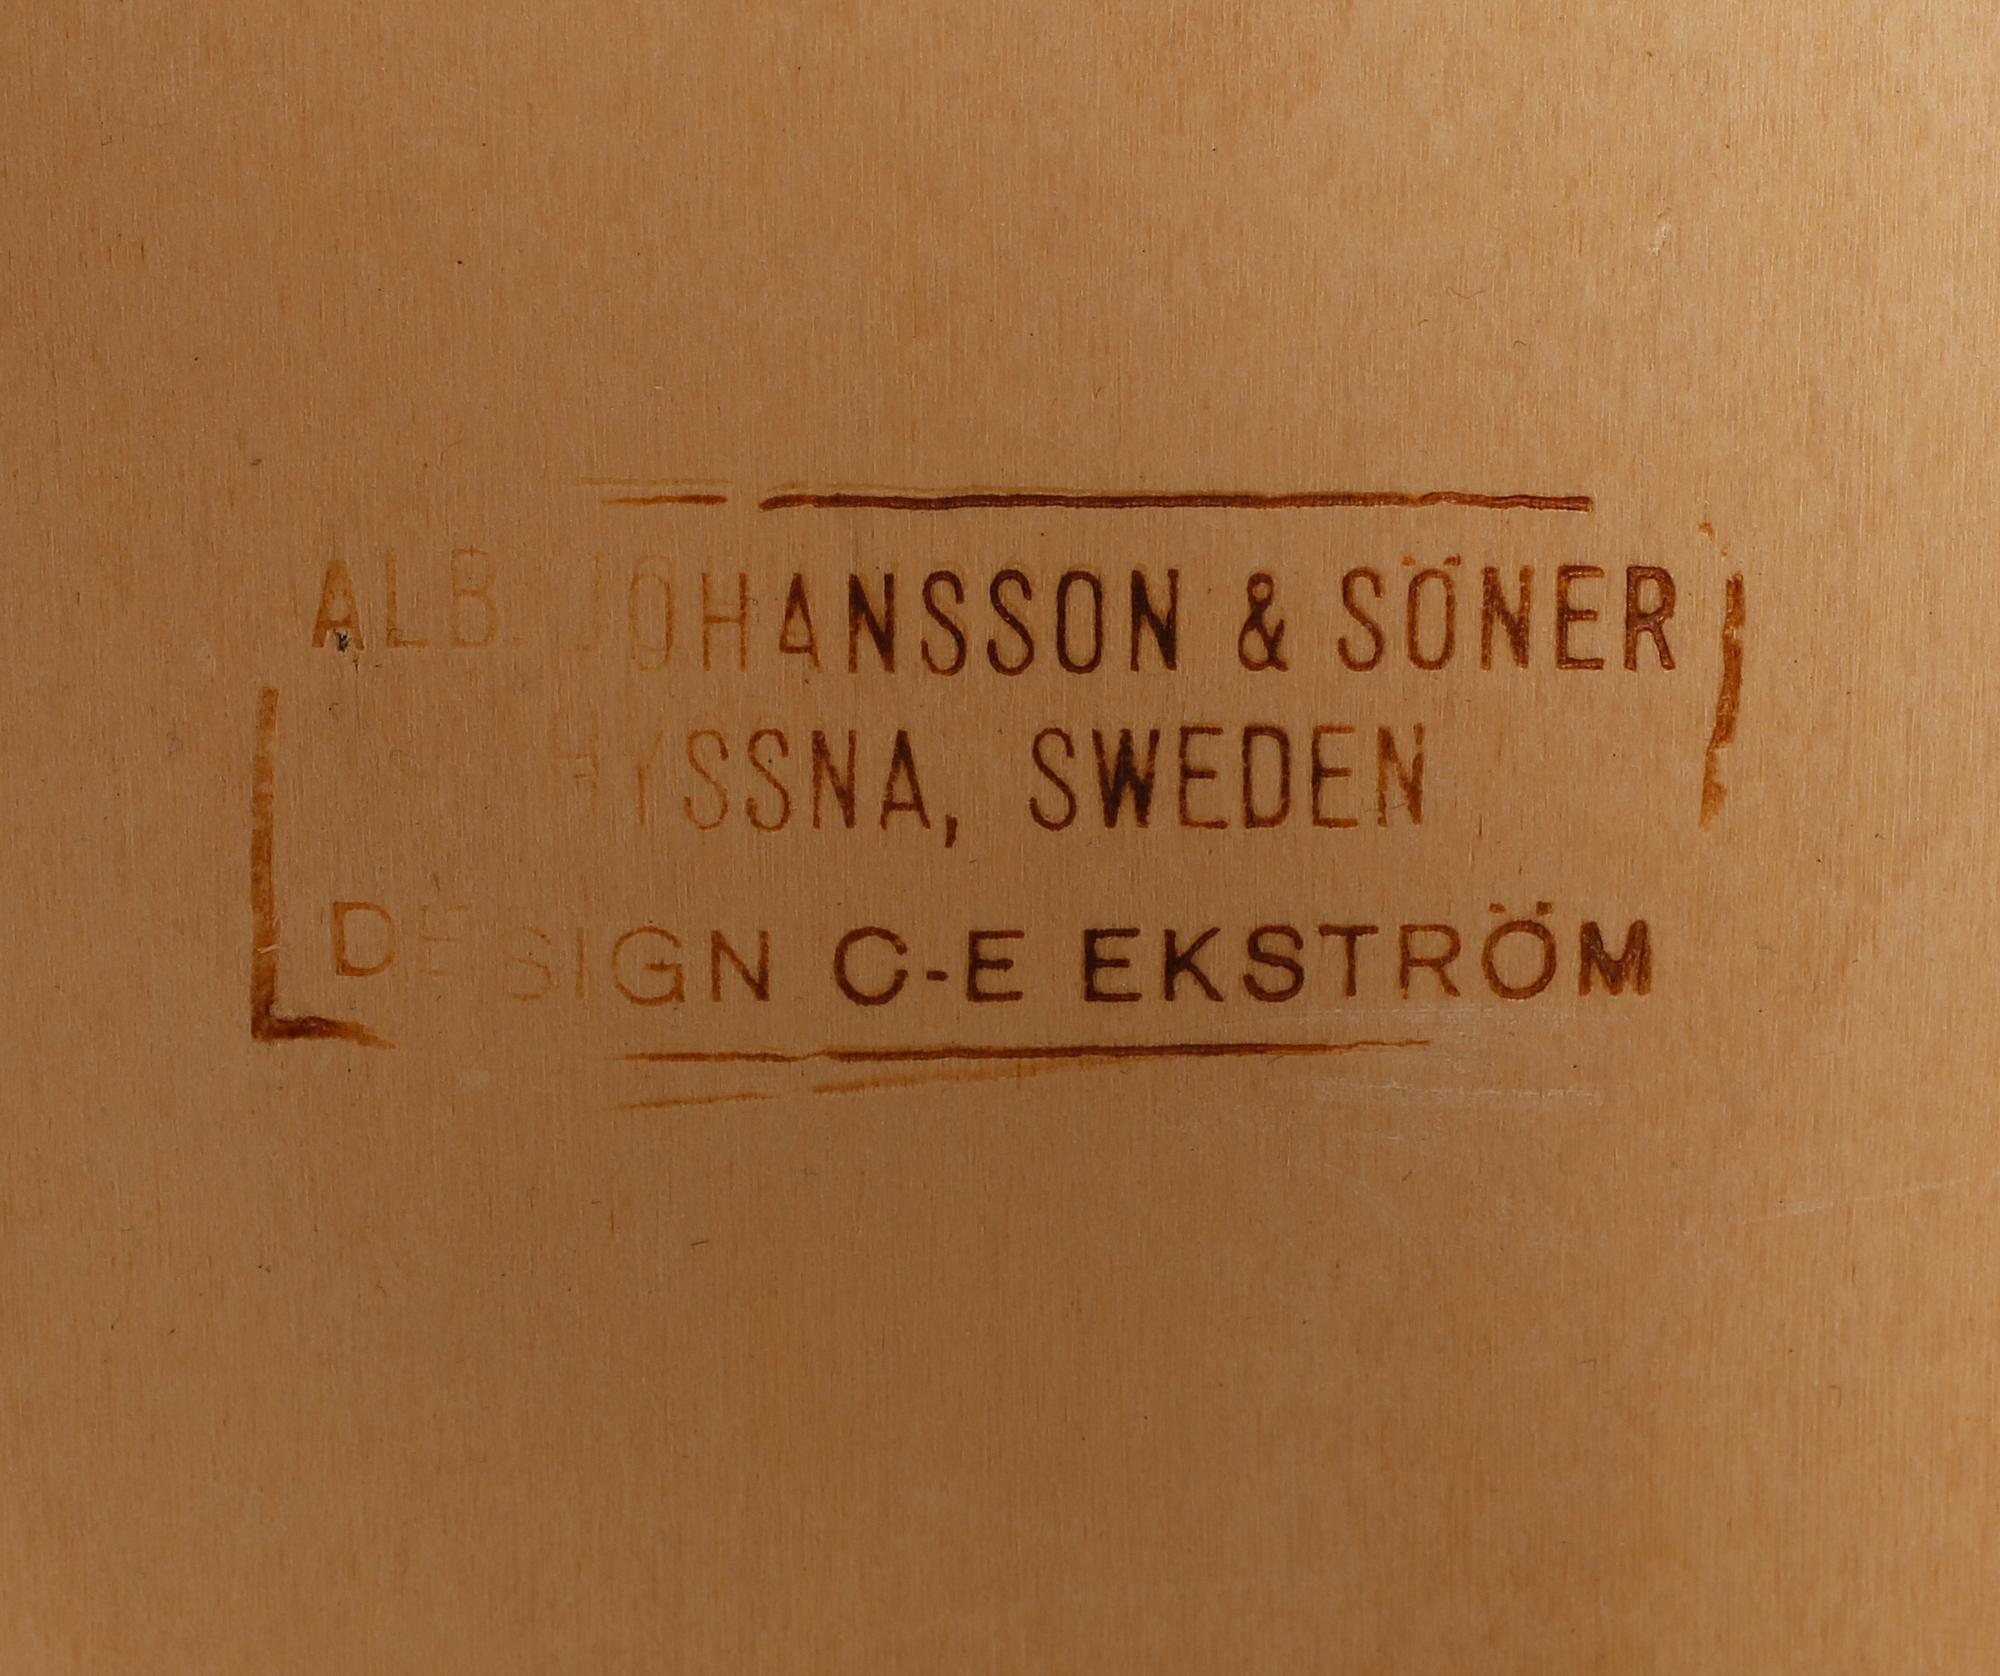 ALB. JOHANSSON & SÖNER
HYSSNA, SWEDEN
DESIGN C-E EKSTRÖM